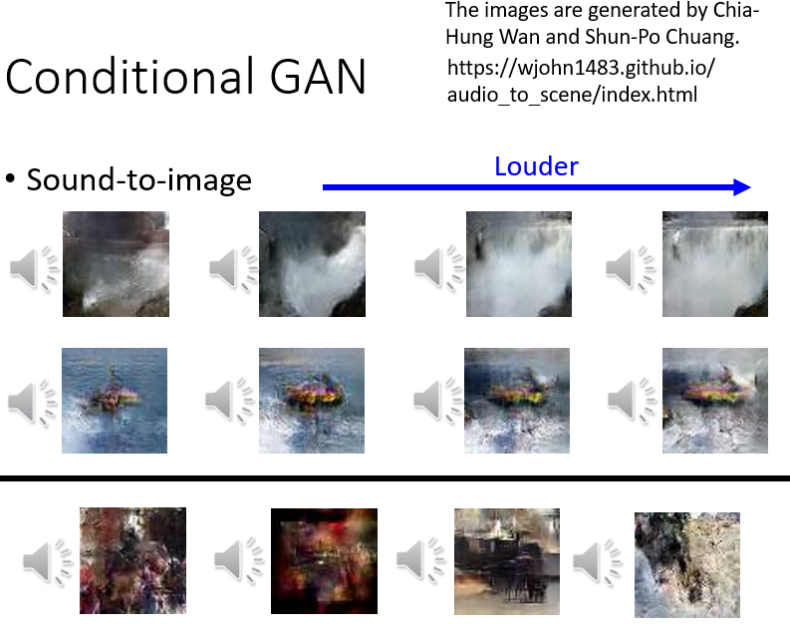 The images are generated by Chia-
Hung Wan and Shun-Po Chuang.
https://wjohn1483.github.io/
audio_to_scene/index.html
Conditional GAN
• Sound-to-image
Louder